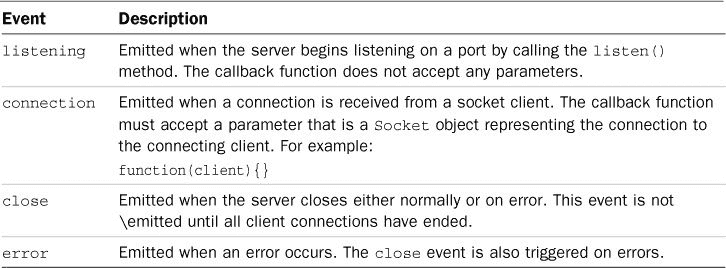 Event Description
listening Emitted when the server begins listening on a port by calling the listen()
method. The callback function does not accept any parameters.
connection Emitted when a connection is received from a socket client. The callback function
must accept a parameter that is a Socket object representing the connection to
the connecting client. For example:
function(client){}
close Emitted when the server closes either normally or on error. This event is not
\emitted until all client connections have ended.
error Emitted when an error occurs. The close event is also triggered on errors.